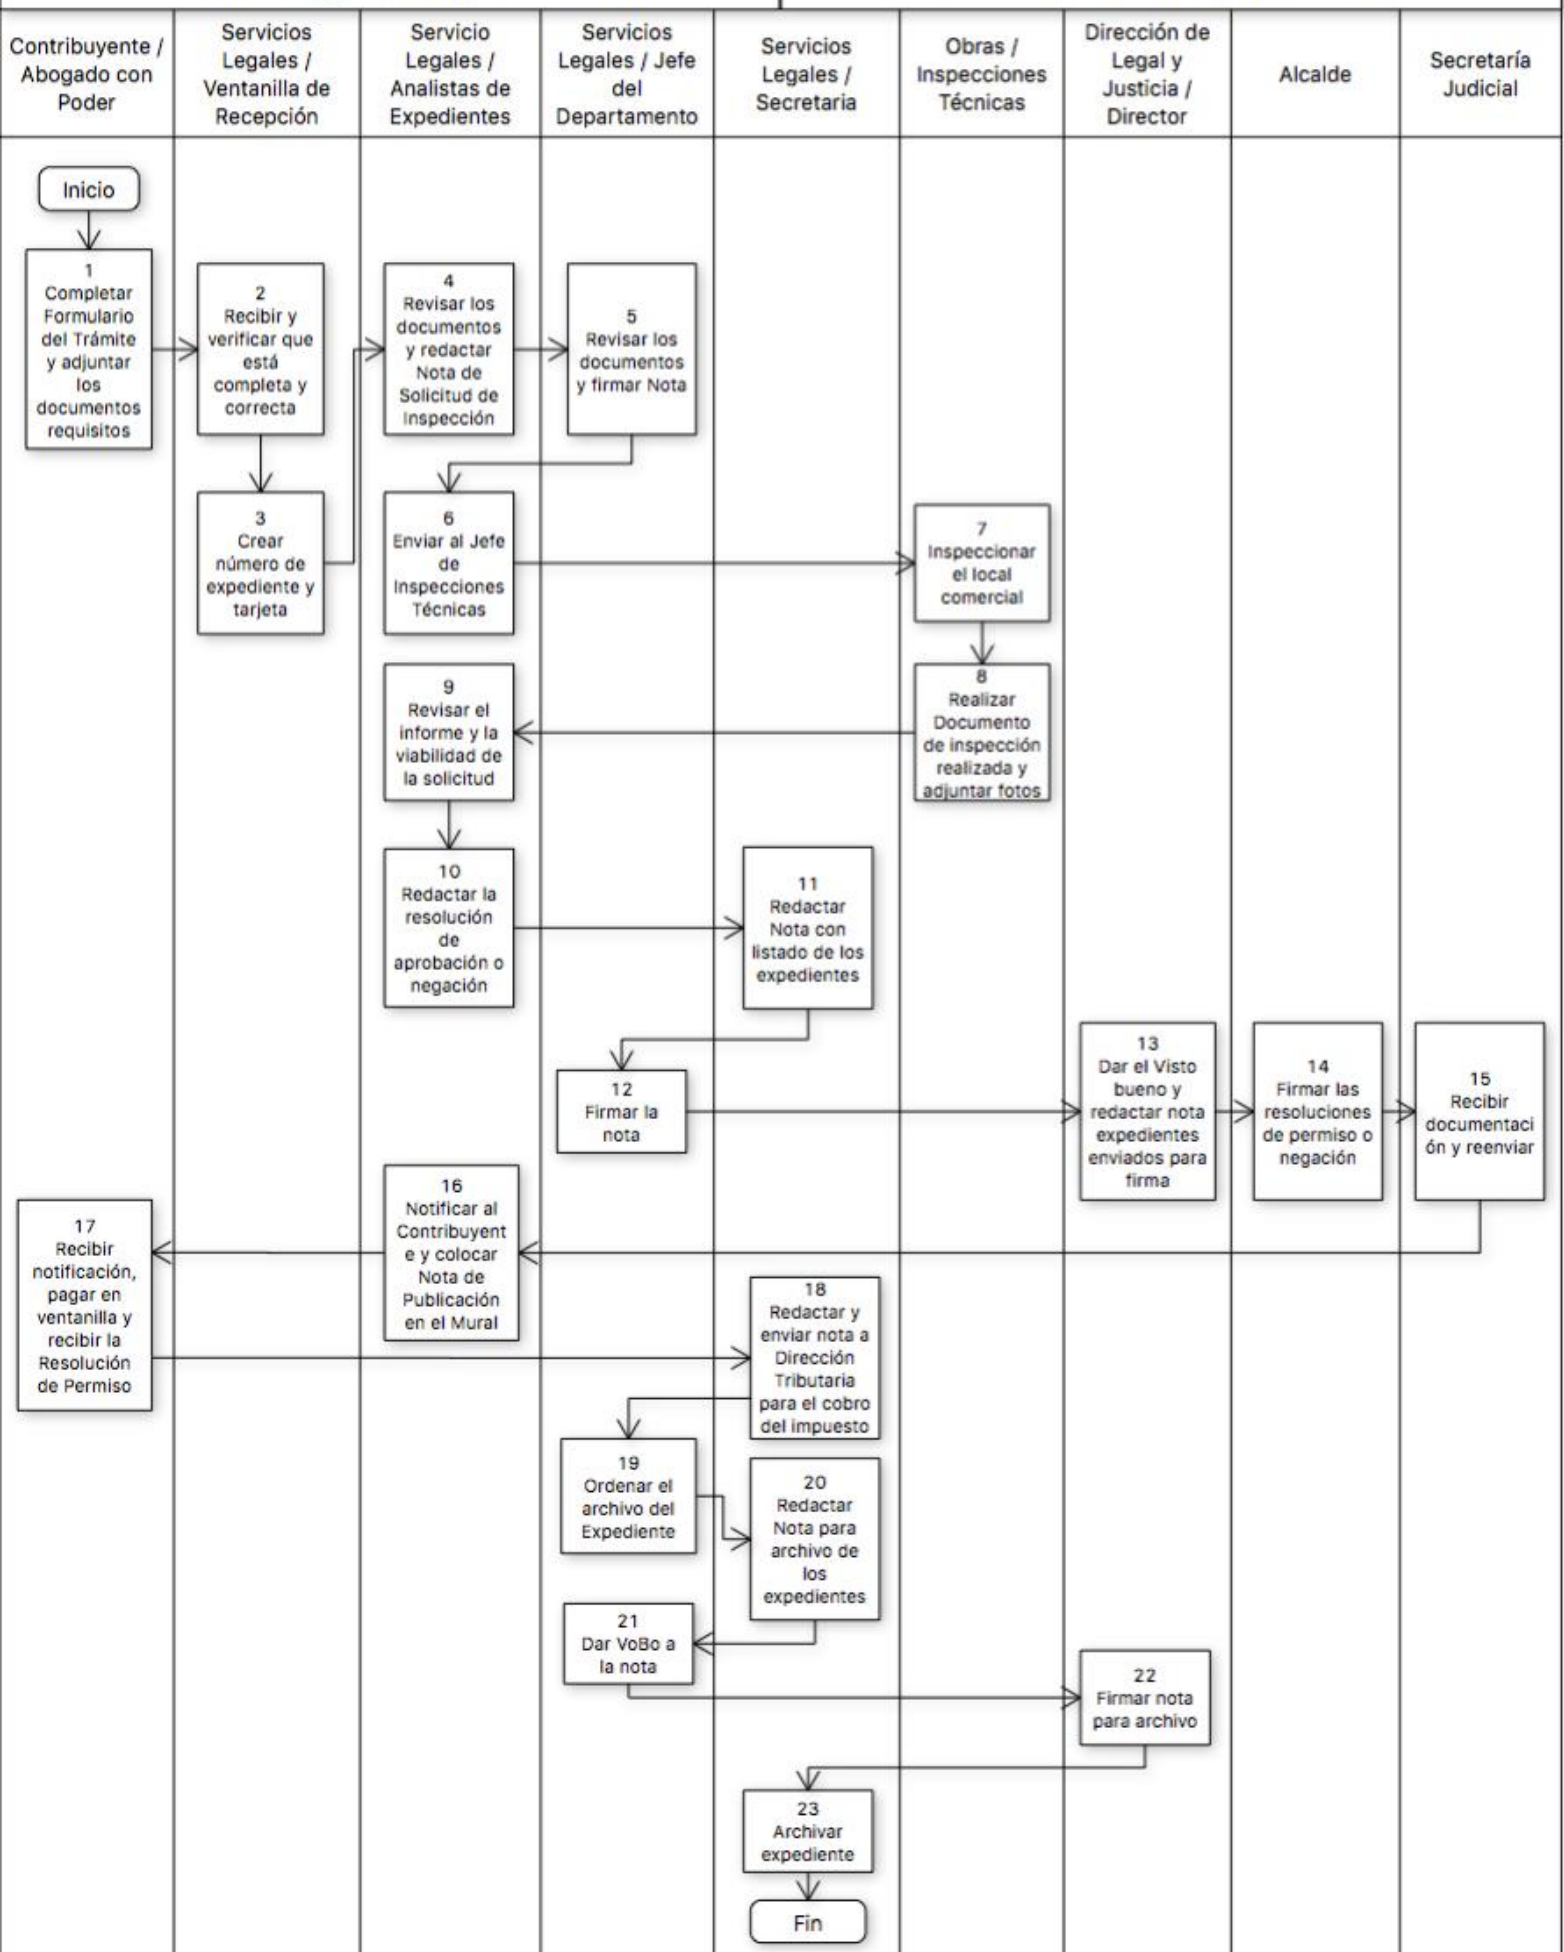 Contribuyente /
Abogado con
Poder
Servicios
Legales /
Ventanilla de
Recepción
Servicio
Legales /
Analistas de
Expedientes
Servicios
Legales / Jefe
del
Departamento
Servicios
Legales /
Secretaria
Obras /
Inspecciones
Técnicas
Dirección de
Legal y
Justicia /
Director
Alcalde
Secretaría
Judicial
Inicio
1
Completar
Formulario
del Trámite
y adjuntar
los
documentos
requisitos
2
Recibir y
verificar que
está
completa y
correcta
3
Crear
número de
expediente y
tarjeta
4
Revisar los
documentos
y redactar
Nota de
Solicitud de
Inspección
5
Revisar los
documentos
y firmar Nota
6
Enviar al Jefe
de
Inspecciones
Técnicas
7
Inspeccionar
el local
comercial
8
Realizar
Documento
de inspección
realizada y
adjuntar fotos
9
Revisar el
informe y la
viabilidad de
la solicitud
10
Redactar la
resolución
de
aprobación o
negación
11
Redactar
Nota con
listado de los
expedientes
12
Firmar la
nota
13
Dar el Visto
bueno y
redactar nota
expedientes
enviados para
firma
14
Firmar las
resoluciones
de permiso o
negación
15
Recibir
documentaci
ón y reenviar
16
Notificar al
Contribuyent
e y colocar
Nota de
Publicación
en el Mural
17
Recibir
notificación,
pagar en
ventanilla y
recibir la
Resolución
de Permiso
18
Redactar y
enviar nota a
Dirección
Tributaria
para el cobro
del impuesto
19
Ordenar el
archivo del
Expediente
20
Redactar
Nota para
archivo de
los
expedientes
21
Dar VoBo a
la nota
22
Firmar nota
para archivo
23
Archivar
expediente
Fin